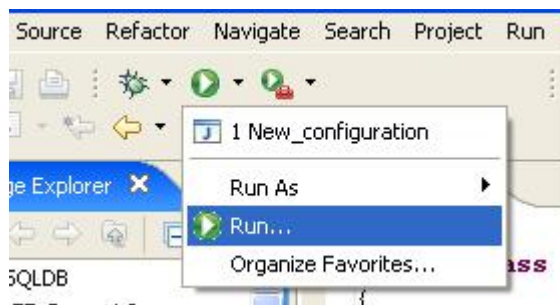 Source Refactor Navigate Search Project Run
1 New_configuration
Run As
ge Explorer
Run...
Organize Favorites...
ass
SQLDB
{